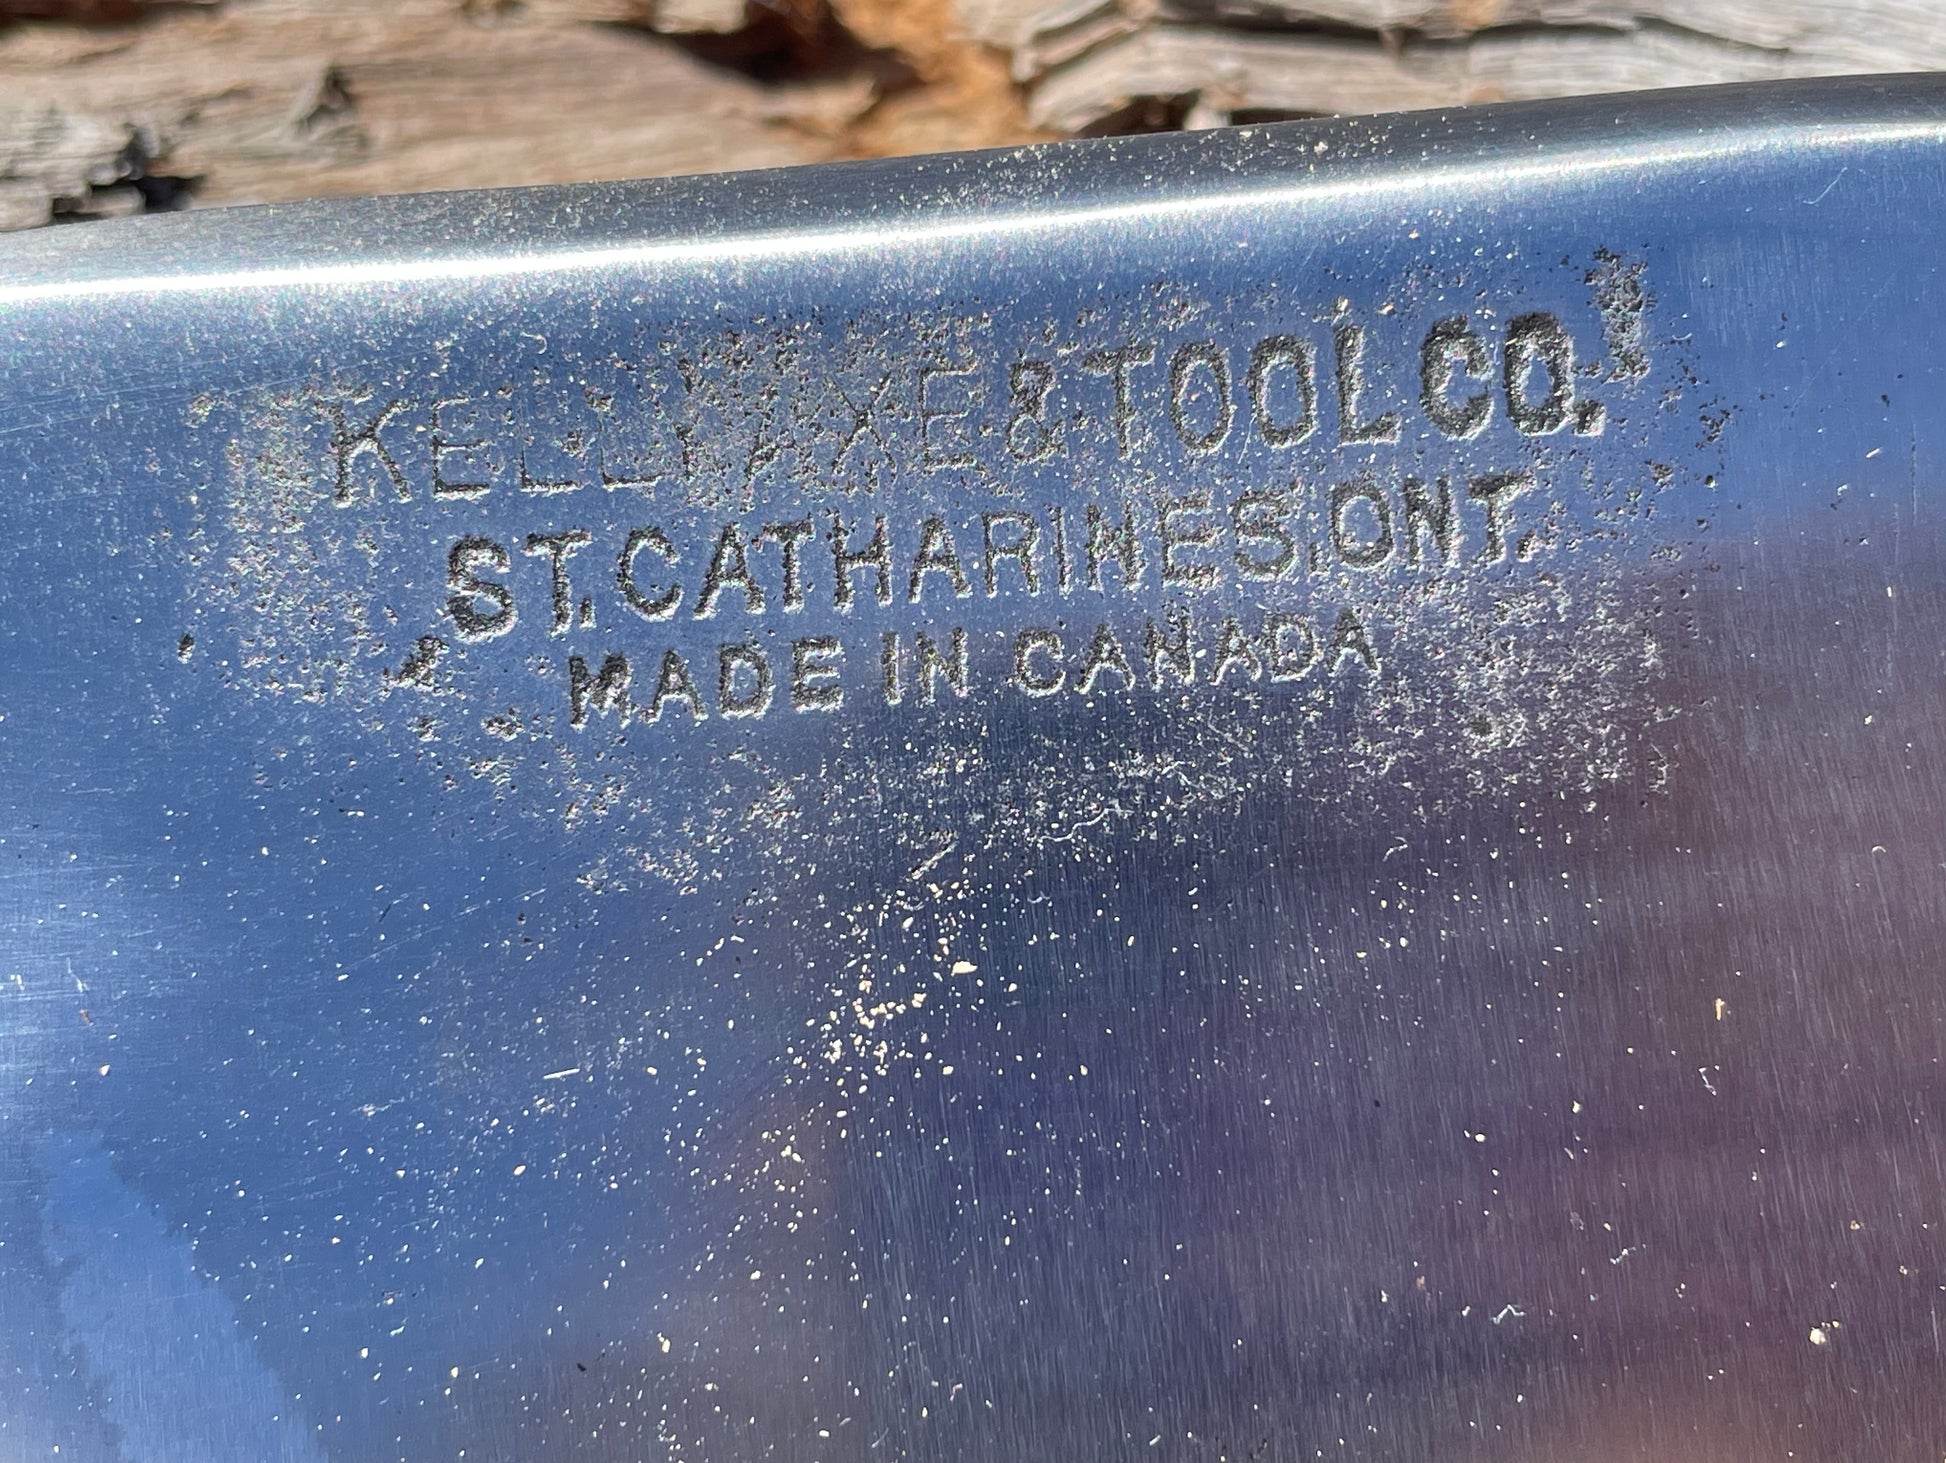 KELLY AXE & TOOL CO.
ST. CATHARINES. ONT.
MADE IN CANADA